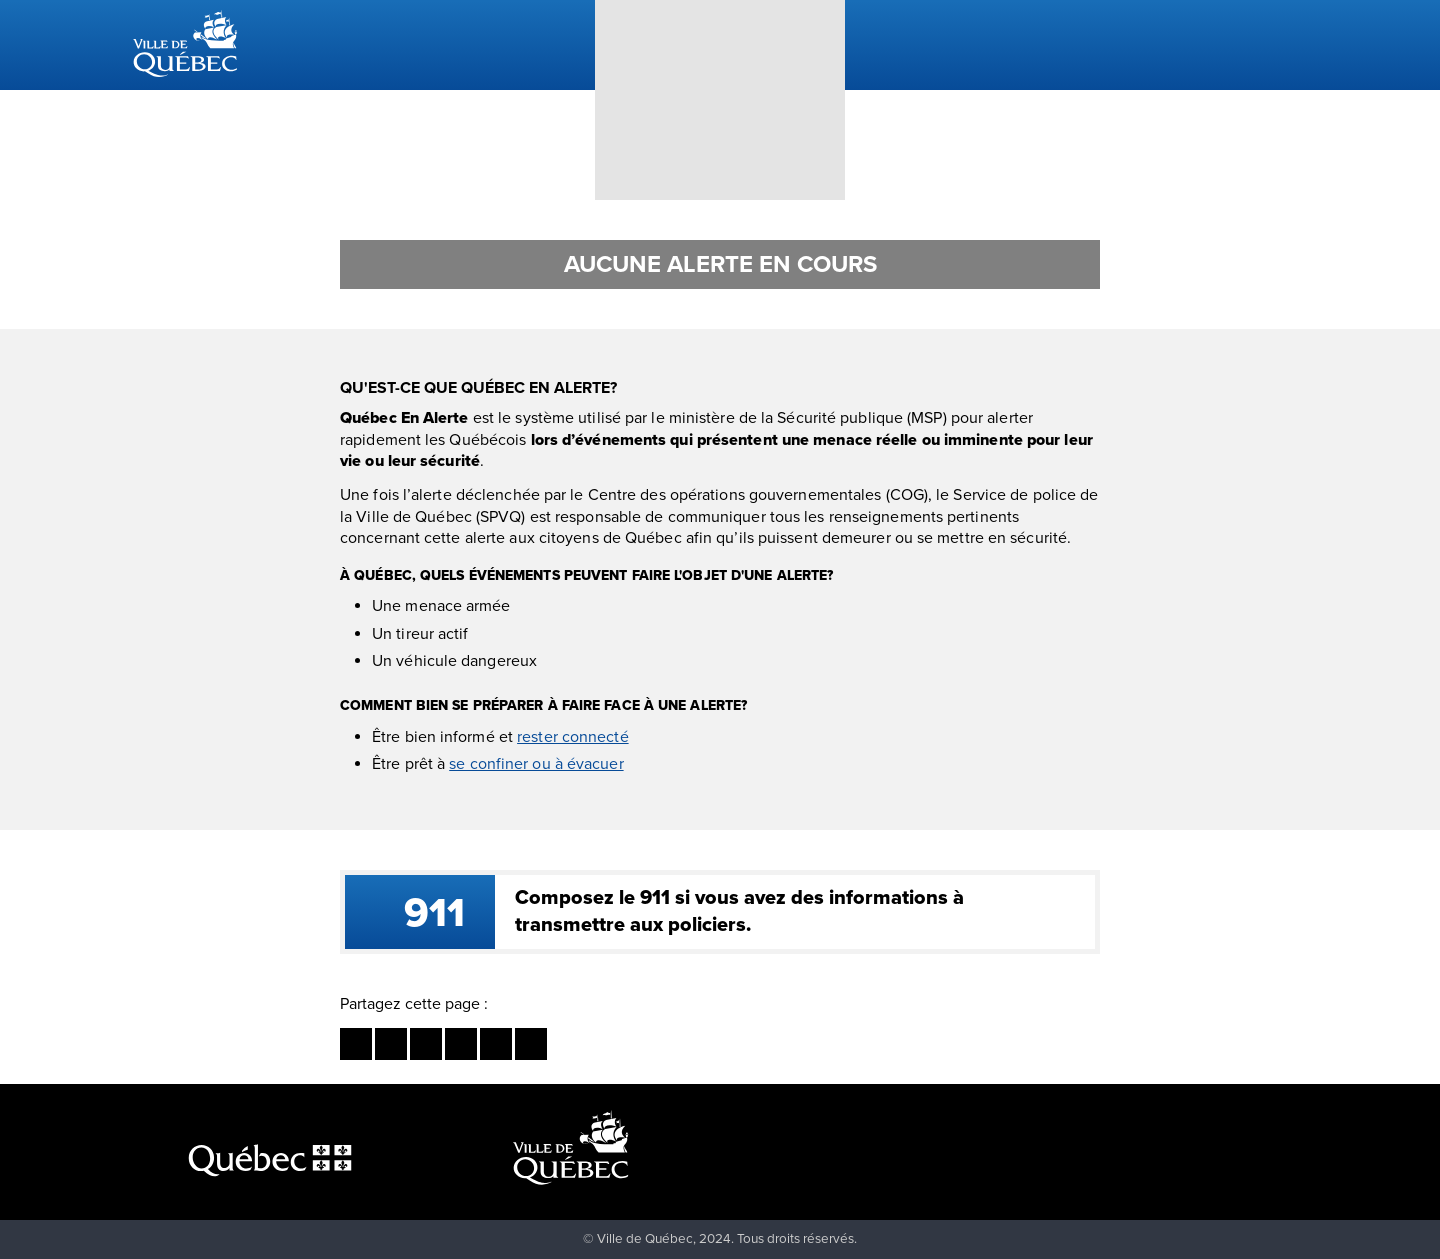 VILLE DE
QUÉBEC
AUCUNE ALERTE EN COURS
QU'EST-CE QUE QUÉBEC EN ALERTE?
Québec En Alerte est le système utilisé par le ministère de la Sécurité publique (MSP) pour alerter
rapidement les Québécois lors d’événements qui présentent une menace réelle ou imminente pour leur
vie ou leur sécurité.
Une fois l’alerte déclenchée par le Centre des opérations gouvernementales (COG), le Service de police de
la Ville de Québec (SPVQ) est responsable de communiquer tous les renseignements pertinents
concernant cette alerte aux citoyens de Québec afin qu’ils puissent demeurer ou se mettre en sécurité.
À QUÉBEC, QUELS ÉVÉNEMENTS PEUVENT FAIRE L'OBJET D'UNE ALERTE?
• Une menace armée
• Un tireur actif
• Un véhicule dangereux
COMMENT BIEN SE PRÉPARER À FAIRE FACE À UNE ALERTE?
• Être bien informé et rester connecté
• Être prêt à se confiner ou à évacuer
911
Composez le 911 si vous avez des informations à
transmettre aux policiers.
Partagez cette page :
Québec
VILLE DE
QUÉBEC
© Ville de Québec, 2024. Tous droits réservés.